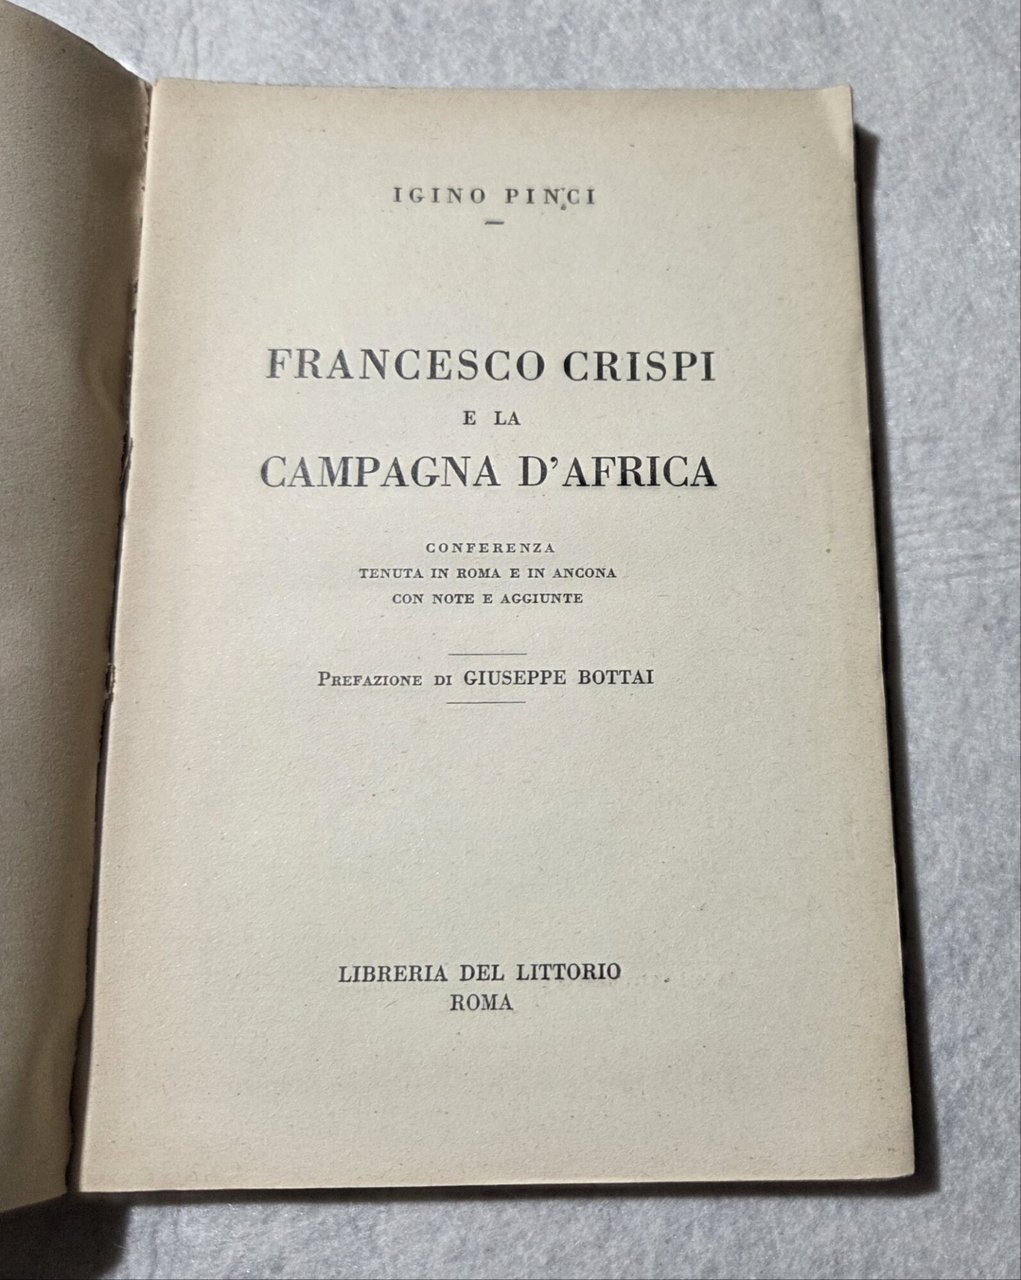 IGINO PINCI
FRANCESCO CRISPI
E LA
CAMPAGNA D'AFRICA
CONFERENZA
TENUTA IN ROMA E IN ANCONA
CON NOTE E AGGIUNTE
PREFAZIONE DI GIUSEPPE BOTTAI
LIBRERIA DEL LITTORIO
ROMA